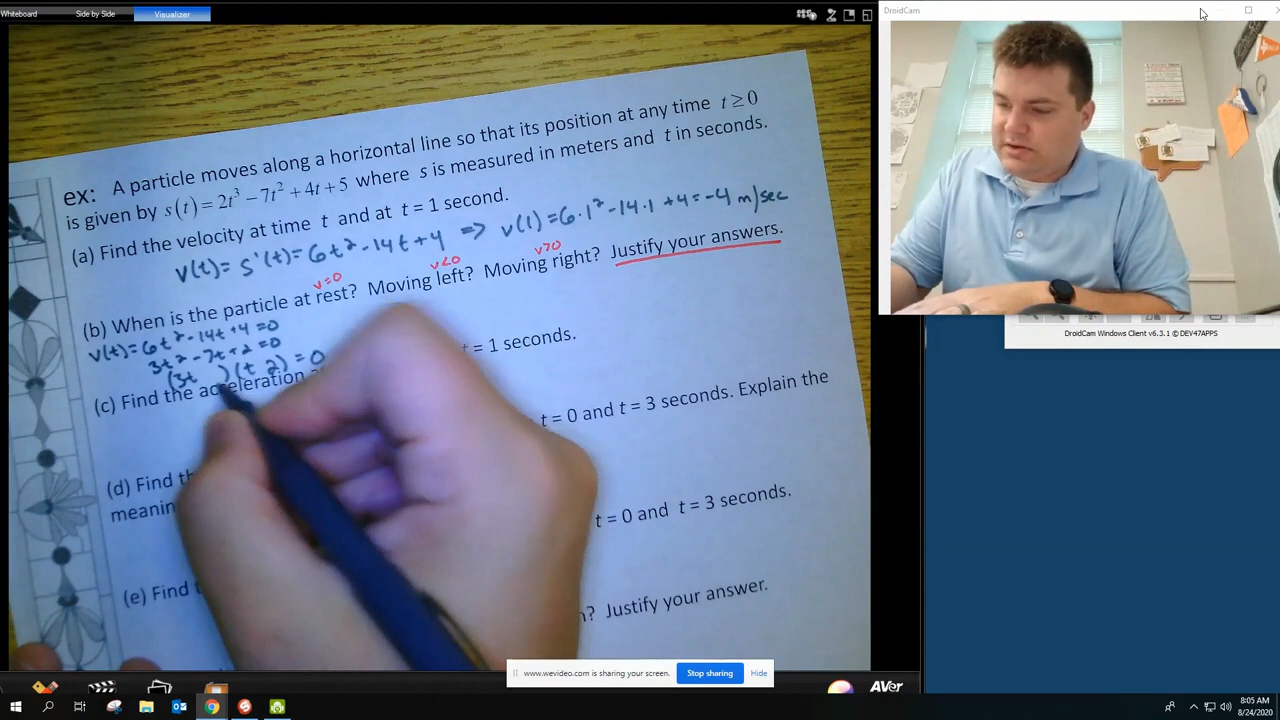 Whiteboard Side by Side Visualizer
DroidCam
ex: A particle moves along a horizontal line so that its position at any time t ≥ 0
is given by s(t) = 2t³ − 7t² + 4t + 5 where s is measured in meters and t in seconds.
(a) Find the velocity at time t and at t = 1 second.
v(t) = s'(t) = 6t² - 14t + 4 => v(1) = 6·1² - 14·1 + 4 = -4 m/sec
v=0 v<0 v>0
(b) When is the particle at rest? Moving left? Moving right? Justify your answers.
v(t) = 6t² - 14t + 4 = 0
3t² - 7t + 2 = 0
(3t )(t 2) = 0
(c) Find the acceleration t = 1 seconds.
(d) Find t = 0 and t = 3 seconds. Explain the
t = 0 and t = 3 seconds.
(e) Find ? Justify your answer.
DroidCam Windows Client v6.3.1 © DEV47APPS
www.wevideo.com is sharing your screen. Stop sharing Hide
AVer
8:05 AM
8/24/2020